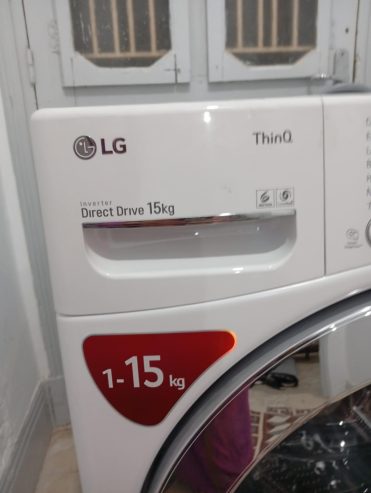 LG
ThinQ
Inverter
Direct Drive 15kg
1-15 kg